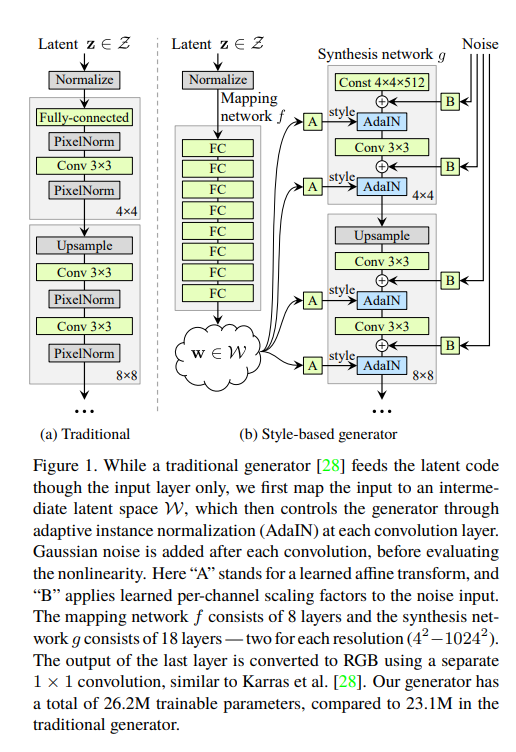 Latent z ∈ Z
Normalize
Fully-connected
PixelNorm
Conv 3×3
PixelNorm
4×4
Upsample
Conv 3×3
PixelNorm
Conv 3×3
PixelNorm
8×8
...
(a) Traditional
Latent z ∈ Z
Normalize
Mapping
network f
FC
FC
FC
FC
FC
FC
FC
FC
w ∈ W
Synthesis network g
Noise
Const 4×4×512
B
A
style
AdaIN
Conv 3×3
B
A
style
AdaIN
4×4
Upsample
Conv 3×3
B
A
style
AdaIN
Conv 3×3
B
A
style
AdaIN
8×8
...
(b) Style-based generator
Figure 1. While a traditional generator [28] feeds the latent code
though the input layer only, we first map the input to an interme-
diate latent space W, which then controls the generator through
adaptive instance normalization (AdaIN) at each convolution layer.
Gaussian noise is added after each convolution, before evaluating
the nonlinearity. Here “A” stands for a learned affine transform, and
“B” applies learned per-channel scaling factors to the noise input.
The mapping network f consists of 8 layers and the synthesis net-
work g consists of 18 layers — two for each resolution (4² − 1024²).
The output of the last layer is converted to RGB using a separate
1 × 1 convolution, similar to Karras et al. [28]. Our generator has
a total of 26.2M trainable parameters, compared to 23.1M in the
traditional generator.